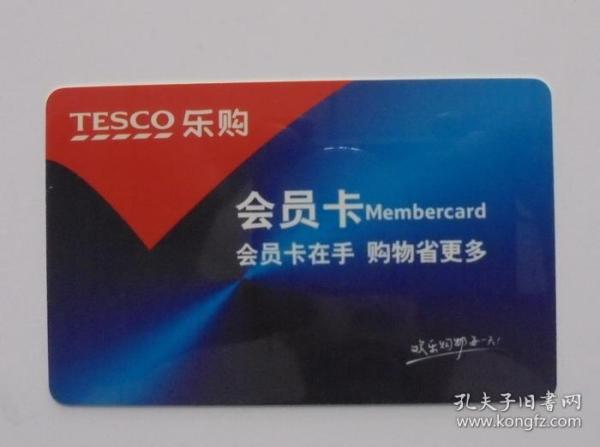 TESCO 乐购
会员卡Membercard
会员卡在手 购物省更多
欢乐购物每一天!
孔夫子旧書网
www.kongfz.com